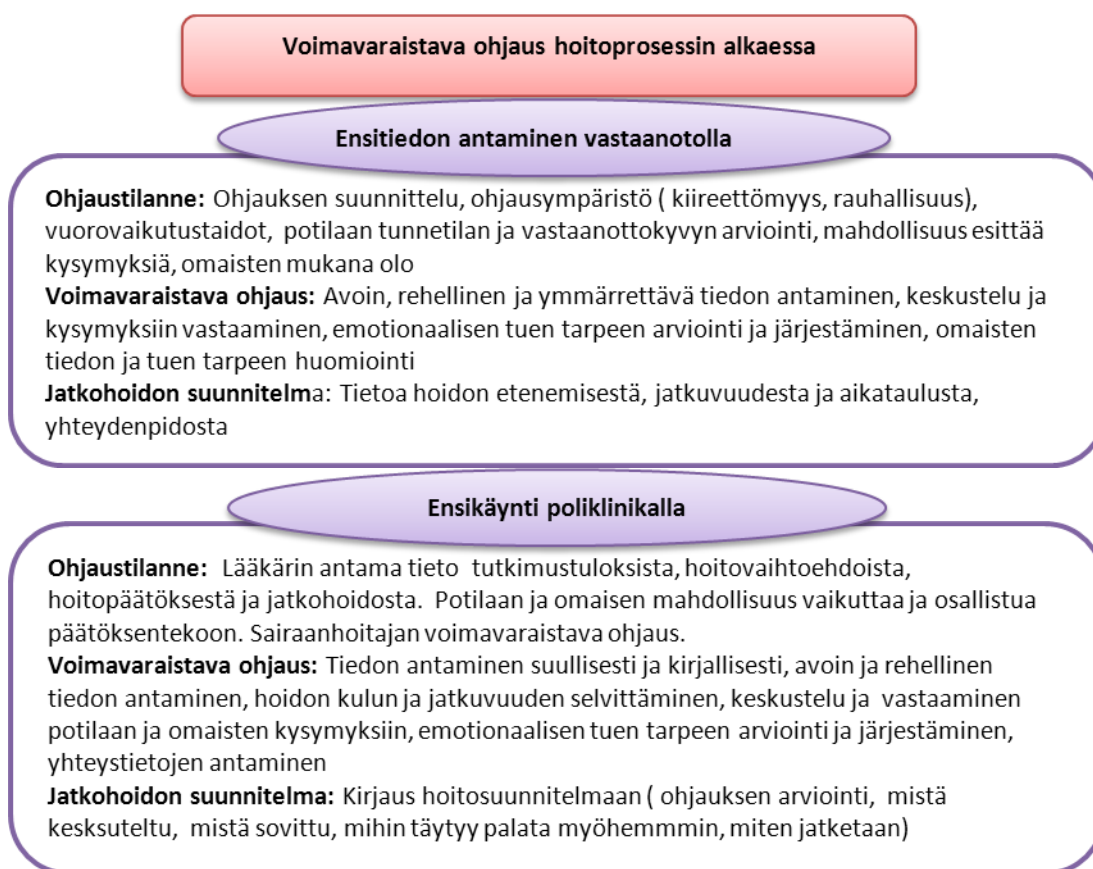 Voimavaraistava ohjaus hoitoprosessin alkaessa
Ensitiedon antaminen vastaanotolla
Ohjaustilanne: Ohjauksen suunnittelu, ohjausympäristö ( kiireettömyys, rauhallisuus),
vuorovaikutustaidot, potilaan tunnetilan ja vastaanottokyvyn arviointi, mahdollisuus esittää
kysymyksiä, omaisten mukana olo
Voimavaraistava ohjaus: Avoin, rehellinen ja ymmärrettävä tiedon antaminen, keskustelu ja
kysymyksiin vastaaminen, emotionaalisen tuen tarpeen arviointi ja järjestäminen, omaisten
tiedon ja tuen tarpeen huomiointi
Jatkohoidon suunnitelma: Tietoa hoidon etenemisestä, jatkuvuudesta ja aikataulusta,
yhteydenpidosta
Ensikäynti poliklinikalla
Ohjaustilanne: Lääkärin antama tieto tutkimustuloksista, hoitovaihtoehdoista,
hoitopäätöksestä ja jatkohoidosta. Potilaan ja omaisen mahdollisuus vaikuttaa ja osallistua
päätöksentekoon. Sairaanhoitajan voimavaraistava ohjaus.
Voimavaraistava ohjaus: Tiedon antaminen suullisesti ja kirjallisesti, avoin ja rehellinen
tiedon antaminen, hoidon kulun ja jatkuvuuden selvittäminen, keskustelu ja vastaaminen
potilaan ja omaisten kysymyksiin, emotionaalisen tuen tarpeen arviointi ja järjestäminen,
yhteystietojen antaminen
Jatkohoidon suunnitelma: Kirjaus hoitosuunnitelmaan ( ohjauksen arviointi, mistä
kesksuteltu, mistä sovittu, mihin täytyy palata myöhemmmin, miten jatketaan)